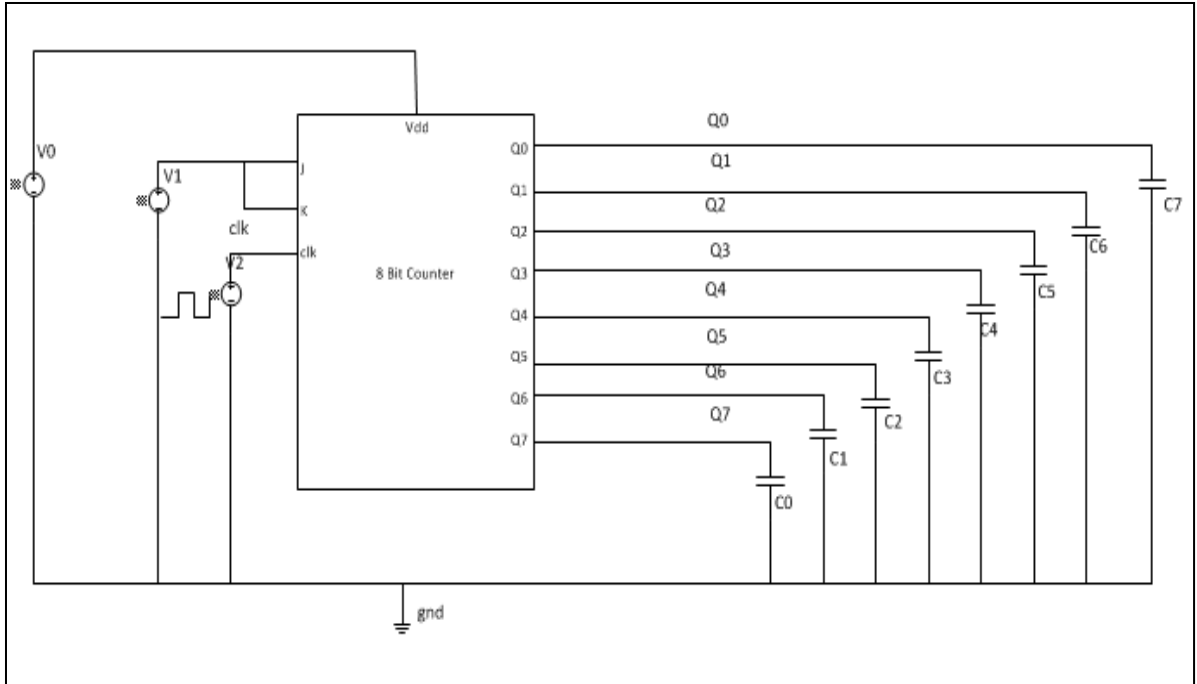 Q0
Vdd
V0
Q0
J
Q1
V1
Q1
C7
K
Q2
clk
Q2
C6
clk
Q3
V2
8 Bit Counter
Q3
Q4
C5
Q4
C4
Q5
Q5
Q6
C3
Q6
Q7
C2
Q7
C1
C0
gnd